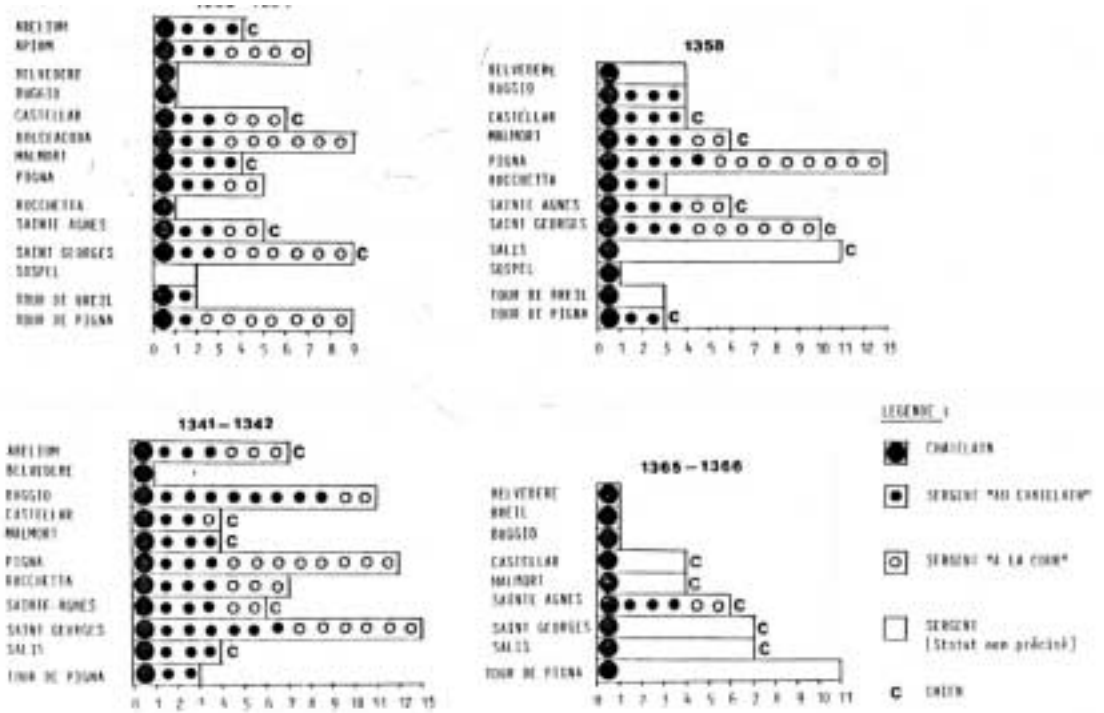 ABELIUM C
APIUM
BELVEDERE
BUGGIO
CASTELLAR C
DOLCEACQUA
MALMORT C
PIGNA
ROCCHETTA
SAINTE AGNES C
SAINT GEORGES C
SOSPEL
TOUR DE BREIL
TOUR DE PIGNA
0 1 2 3 4 5 6 7 8 9
1358
BELVEDERE
BUGGIO
CASTELLAR C
MALMORT C
PIGNA
ROCCHETTA
SAINTE AGNES C
SAINT GEORGES C
SALIS C
SOSPEL
TOUR DE BREIL
TOUR DE PIGNA C
0 1 2 3 4 5 6 7 8 9 10 11 12 13
1341-1342
ABELIUM C
BELVEDERE
BUGGIO
CASTELLAR C
MALMORT C
PIGNA
ROCCHETTA
SAINTE AGNES C
SAINT GEORGES
SALIS C
TOUR DE PIGNA
0 1 2 3 4 5 6 7 8 9 10 11 12 13
1365-1366
BELVEDERE
BREIL
BUGGIO
CASTELLAR C
MALMORT C
SAINTE AGNES C
SAINT GEORGES C
SALIS C
TOUR DE PIGNA
0 1 2 3 4 5 6 7 8 9 10 11
LEGENDE :
CHATELAIN
SERGENT "AU CHATELAIN"
SERGENT "A LA COUR"
SERGENT
(Statut non précisé)
C CHIEN